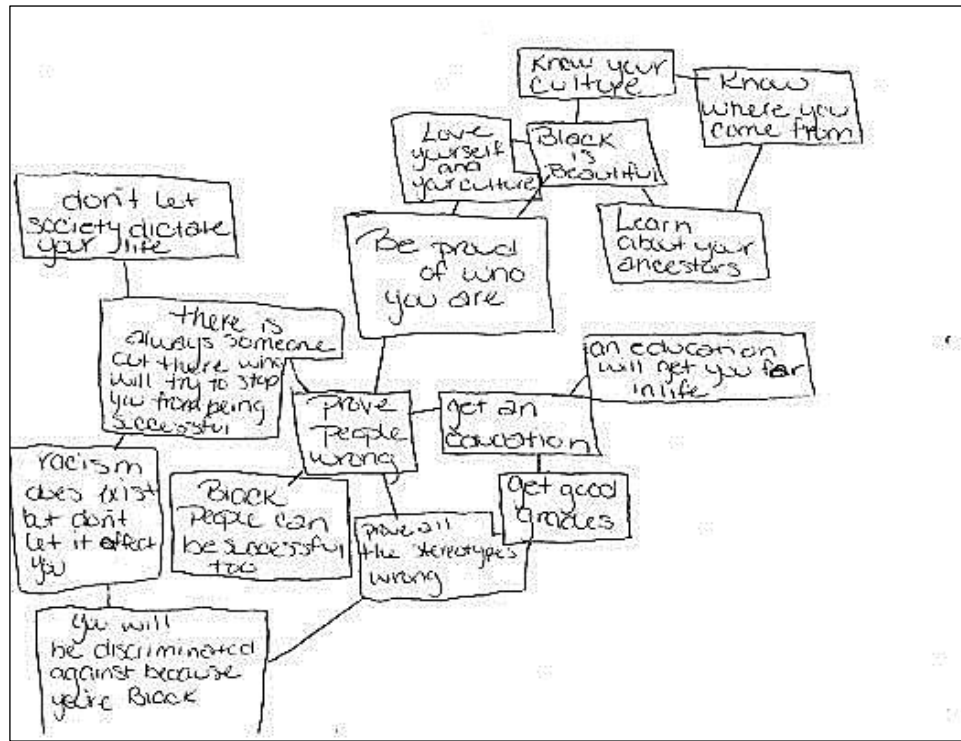 Know your
culture
Know
where you
come from
Love
yourself
and
your culture
Black
is
Beautiful
don't let
society dictate
your life
Learn
about your
ancestors
Be proud
of who
you are
there is
always someone
out there who
will try to stop
you from being
successful
an education
will get you far
in life
prove
people
wrong
get an
education
racism
does exist
but don't
let it effect
you
Black
People can
be successful
too
get good
grades
prove all
the stereotypes
wrong
you will
be discriminated
against because
you're Black